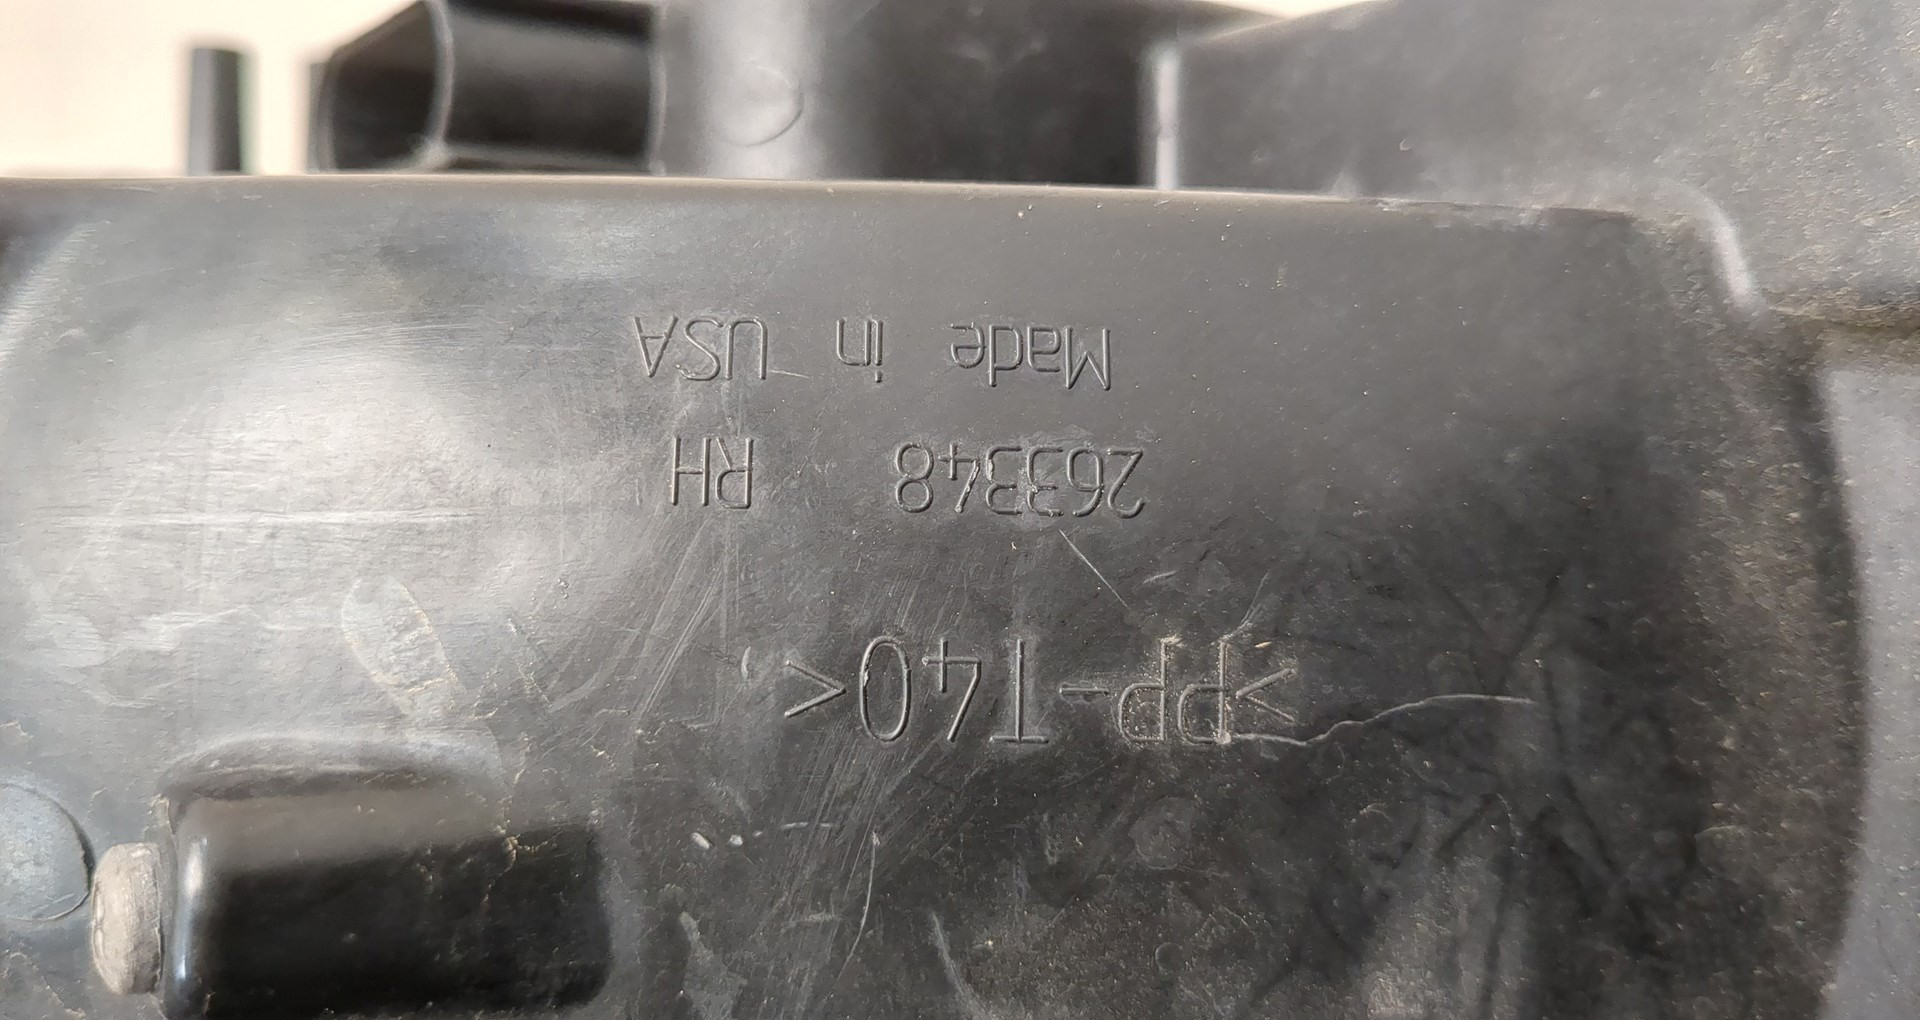 >PP-T40<
263348 RH
Made in USA